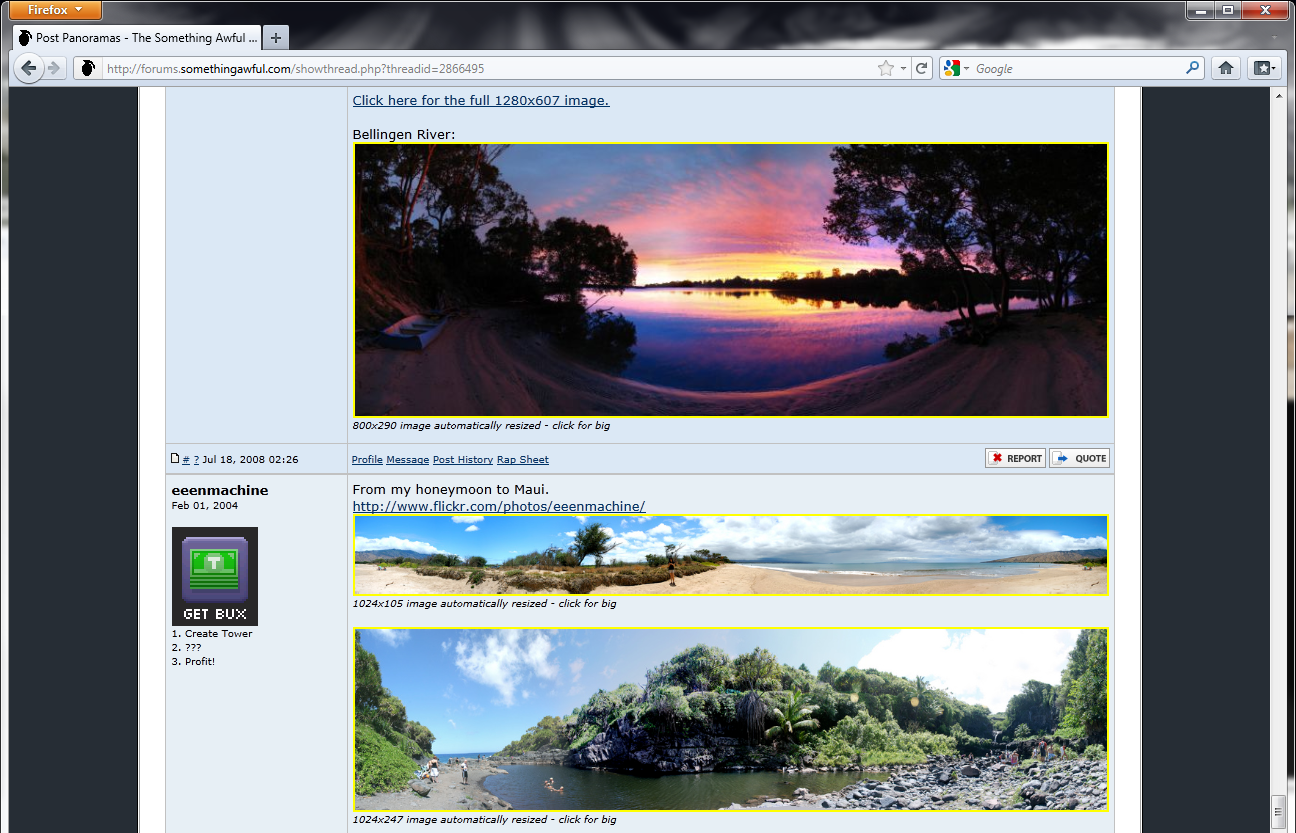 Firefox
Post Panoramas - The Something Awful ...
http://forums.somethingawful.com/showthread.php?threadid=2866495
Google
Click here for the full 1280x607 image.
Bellingen River:
800x290 image automatically resized - click for big
# ? Jul 18, 2008 02:26
Profile Message Post History Rap Sheet
REPORT
QUOTE
eeenmachine
Feb 01, 2004
T
GET BUX
1. Create Tower
2. ???
3. Profit!
From my honeymoon to Maui.
http://www.flickr.com/photos/eeenmachine/
1024x105 image automatically resized - click for big
1024x247 image automatically resized - click for big